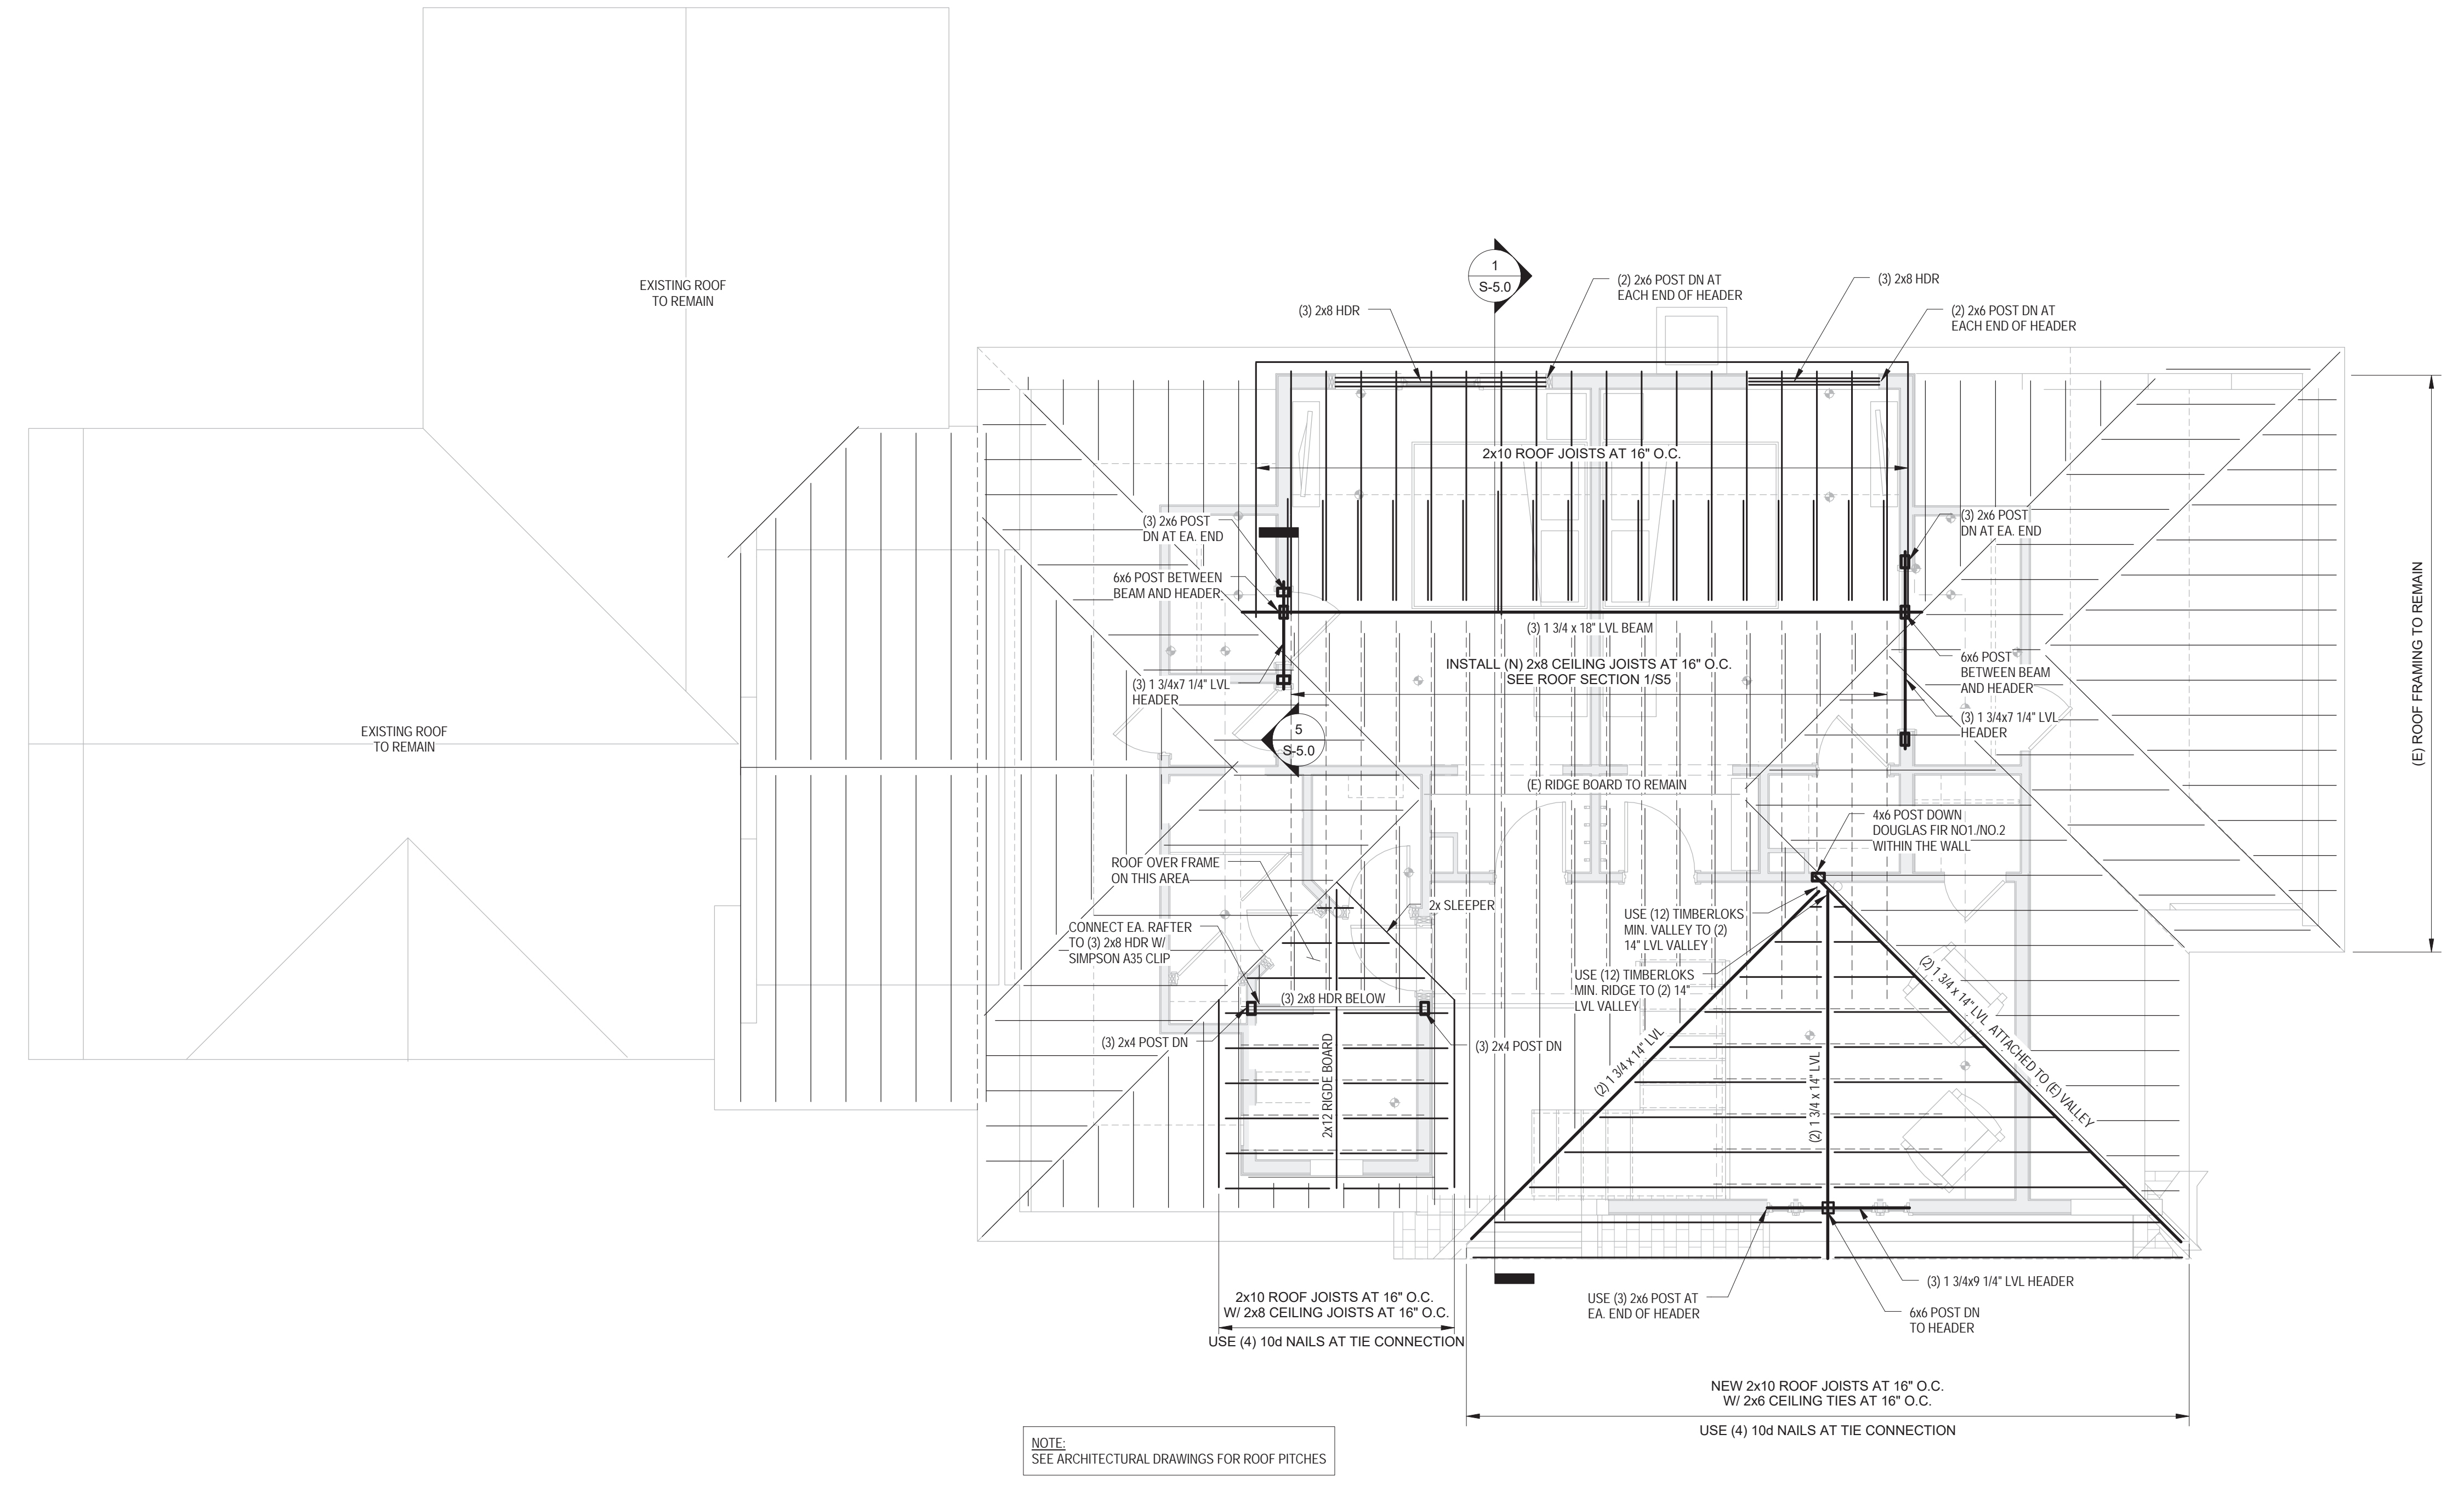 EXISTING ROOF
TO REMAIN
1
S-5.0
(2) 2x6 POST DN AT
EACH END OF HEADER
(3) 2x8 HDR
(3) 2x8 HDR
(2) 2x6 POST DN AT
EACH END OF HEADER
2x10 ROOF JOISTS AT 16" O.C.
(3) 2x6 POST
DN AT EA. END
(3) 2x6 POST
DN AT EA. END
6x6 POST BETWEEN
BEAM AND HEADER
(3) 1 3/4 x 18" LVL BEAM
INSTALL (N) 2x8 CEILING JOISTS AT 16" O.C.
SEE ROOF SECTION 1/S5
6x6 POST
BETWEEN BEAM
AND HEADER
(3) 1 3/4x7 1/4" LVL
HEADER
(3) 1 3/4x7 1/4" LVL
HEADER
(E) ROOF FRAMING TO REMAIN
EXISTING ROOF
TO REMAIN
5
S-5.0
(E) RIDGE BOARD TO REMAIN
4x6 POST DOWN
DOUGLAS FIR NO1./NO.2
WITHIN THE WALL
ROOF OVER FRAME
ON THIS AREA
2x SLEEPER
USE (12) TIMBERLOKS
MIN. VALLEY TO (2)
14" LVL VALLEY
CONNECT EA. RAFTER
TO (3) 2x8 HDR W/
SIMPSON A35 CLIP
USE (12) TIMBERLOKS
MIN. RIDGE TO (2) 14"
LVL VALLEY
(3) 2x8 HDR BELOW
(3) 2x4 POST DN
(3) 2x4 POST DN
2x12 RIGDE BOARD
(2) 1 3/4 x 14" LVL
(2) 1 3/4 x 14" LVL
(2) 1 3/4 x 14" LVL ATTACHED TO (E) VALLEY
(3) 1 3/4x9 1/4" LVL HEADER
USE (3) 2x6 POST AT
EA. END OF HEADER
6x6 POST DN
TO HEADER
2x10 ROOF JOISTS AT 16" O.C.
W/ 2x8 CEILING JOISTS AT 16" O.C.
USE (4) 10d NAILS AT TIE CONNECTION
NEW 2x10 ROOF JOISTS AT 16" O.C.
W/ 2x6 CEILING TIES AT 16" O.C.
USE (4) 10d NAILS AT TIE CONNECTION
NOTE:
SEE ARCHITECTURAL DRAWINGS FOR ROOF PITCHES